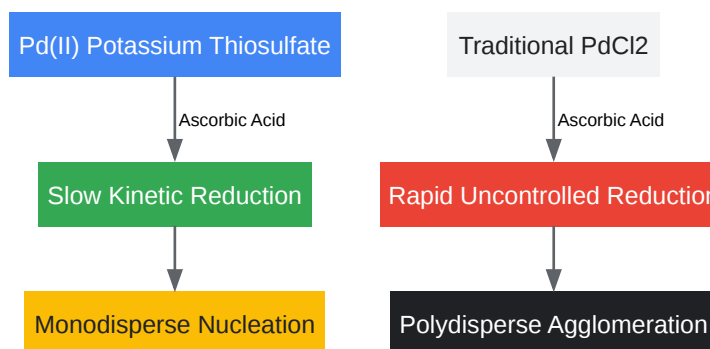 Pd(II) Potassium Thiosulfate
Traditional PdCl2
Ascorbic Acid
Ascorbic Acid
Slow Kinetic Reduction
Rapid Uncontrolled Reduction
Monodisperse Nucleation
Polydisperse Agglomeration